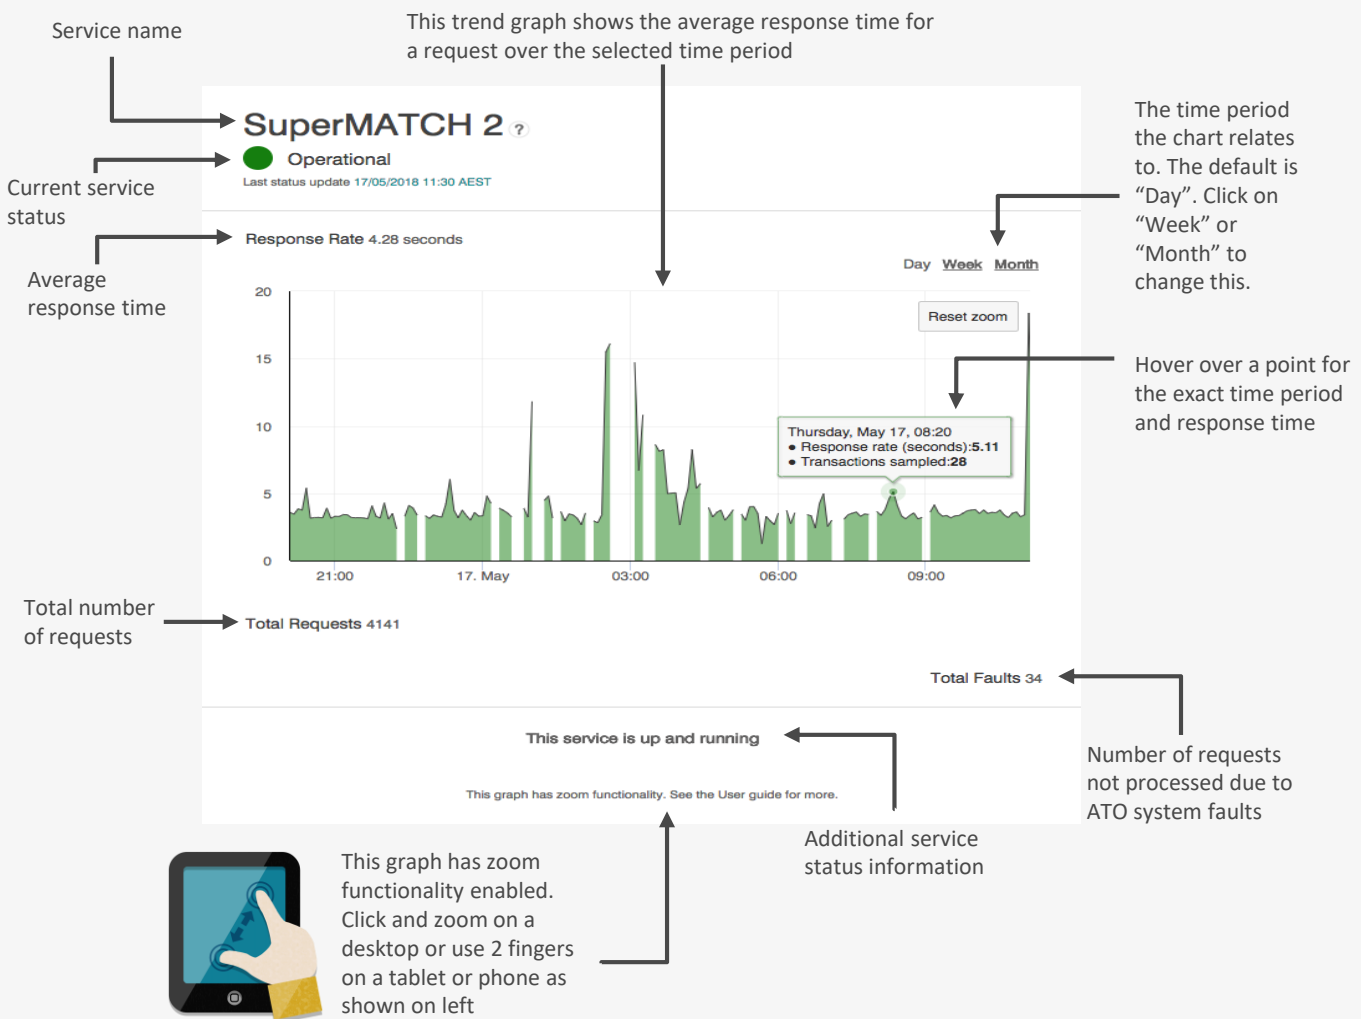 Service name
This trend graph shows the average response time for
a request over the selected time period
SuperMATCH 2 ?
Operational
Last status update 17/05/2018 11:30 AEST
Current service
status
The time period
the chart relates
to. The default is
“Day”. Click on
“Week” or
“Month” to
change this.
Response Rate 4.28 seconds
Average
response time
Day Week Month
Reset zoom
20
15
10
5
0
Thursday, May 17, 08:20
● Response rate (seconds):5.11
● Transactions sampled:28
21:00 17. May 03:00 06:00 09:00
Hover over a point for
the exact time period
and response time
Total number
of requests
Total Requests 4141
Total Faults 34
This service is up and running
Number of requests
not processed due to
ATO system faults
This graph has zoom functionality. See the User guide for more.
Additional service
status information
This graph has zoom
functionality enabled.
Click and zoom on a
desktop or use 2 fingers
on a tablet or phone as
shown on left